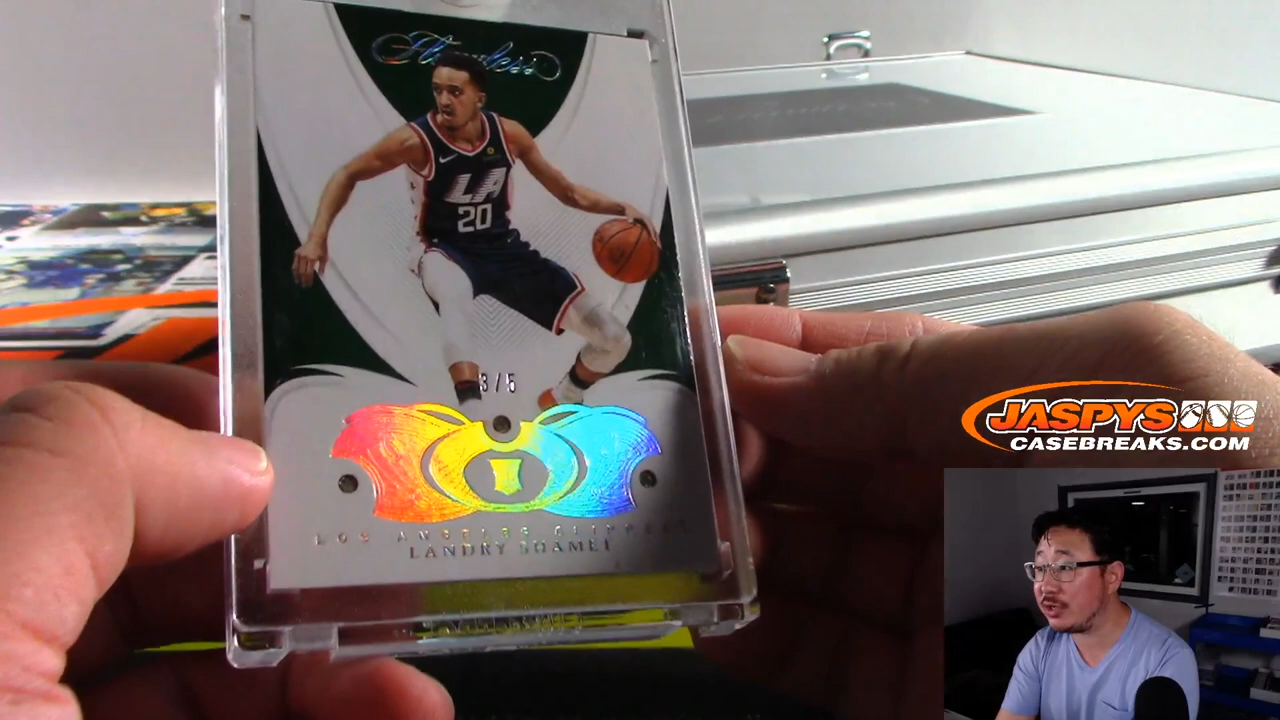 Flawless
LA
20
3/5
LOS ANGELES CLIPPERS
LANDRY SHAMET
JASPYS
CASEBREAKS.COM